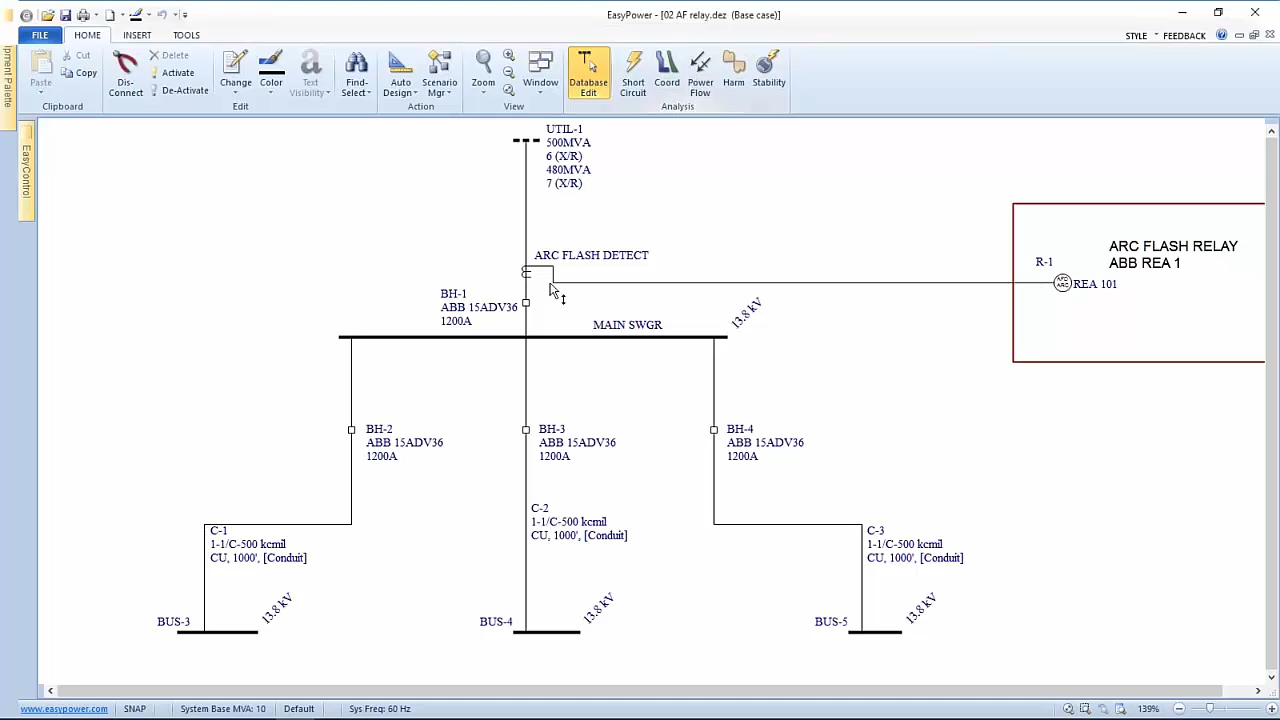 EasyPower - [02 AF relay.dez (Base case)]
FILE
HOME
INSERT
TOOLS
STYLE
FEEDBACK
Paste
Cut
Copy
Clipboard
Dis-
Connect
Delete
Activate
De-Activate
Change
Color
Text
Visibility
Edit
Find-
Select
Auto
Design
Scenario
Mgr
Action
Zoom
Window
View
Database
Edit
Short
Circuit
Coord
Power
Flow
Harm
Stability
Analysis
ipment Palette
EasyControl
UTIL-1
500MVA
6 (X/R)
480MVA
7 (X/R)
ARC FLASH DETECT
BH-1
ABB 15ADV36
1200A
MAIN SWGR
13.8 kV
ARC FLASH RELAY
ABB REA 1
R-1
REA 101
BH-2
ABB 15ADV36
1200A
BH-3
ABB 15ADV36
1200A
BH-4
ABB 15ADV36
1200A
C-1
1-1/C-500 kcmil
CU, 1000', [Conduit]
C-2
1-1/C-500 kcmil
CU, 1000', [Conduit]
C-3
1-1/C-500 kcmil
CU, 1000', [Conduit]
BUS-3
13.8 kV
BUS-4
13.8 kV
BUS-5
13.8 kV
www.easypower.com
SNAP
System Base MVA: 10
Default
Sys Freq: 60 Hz
139%